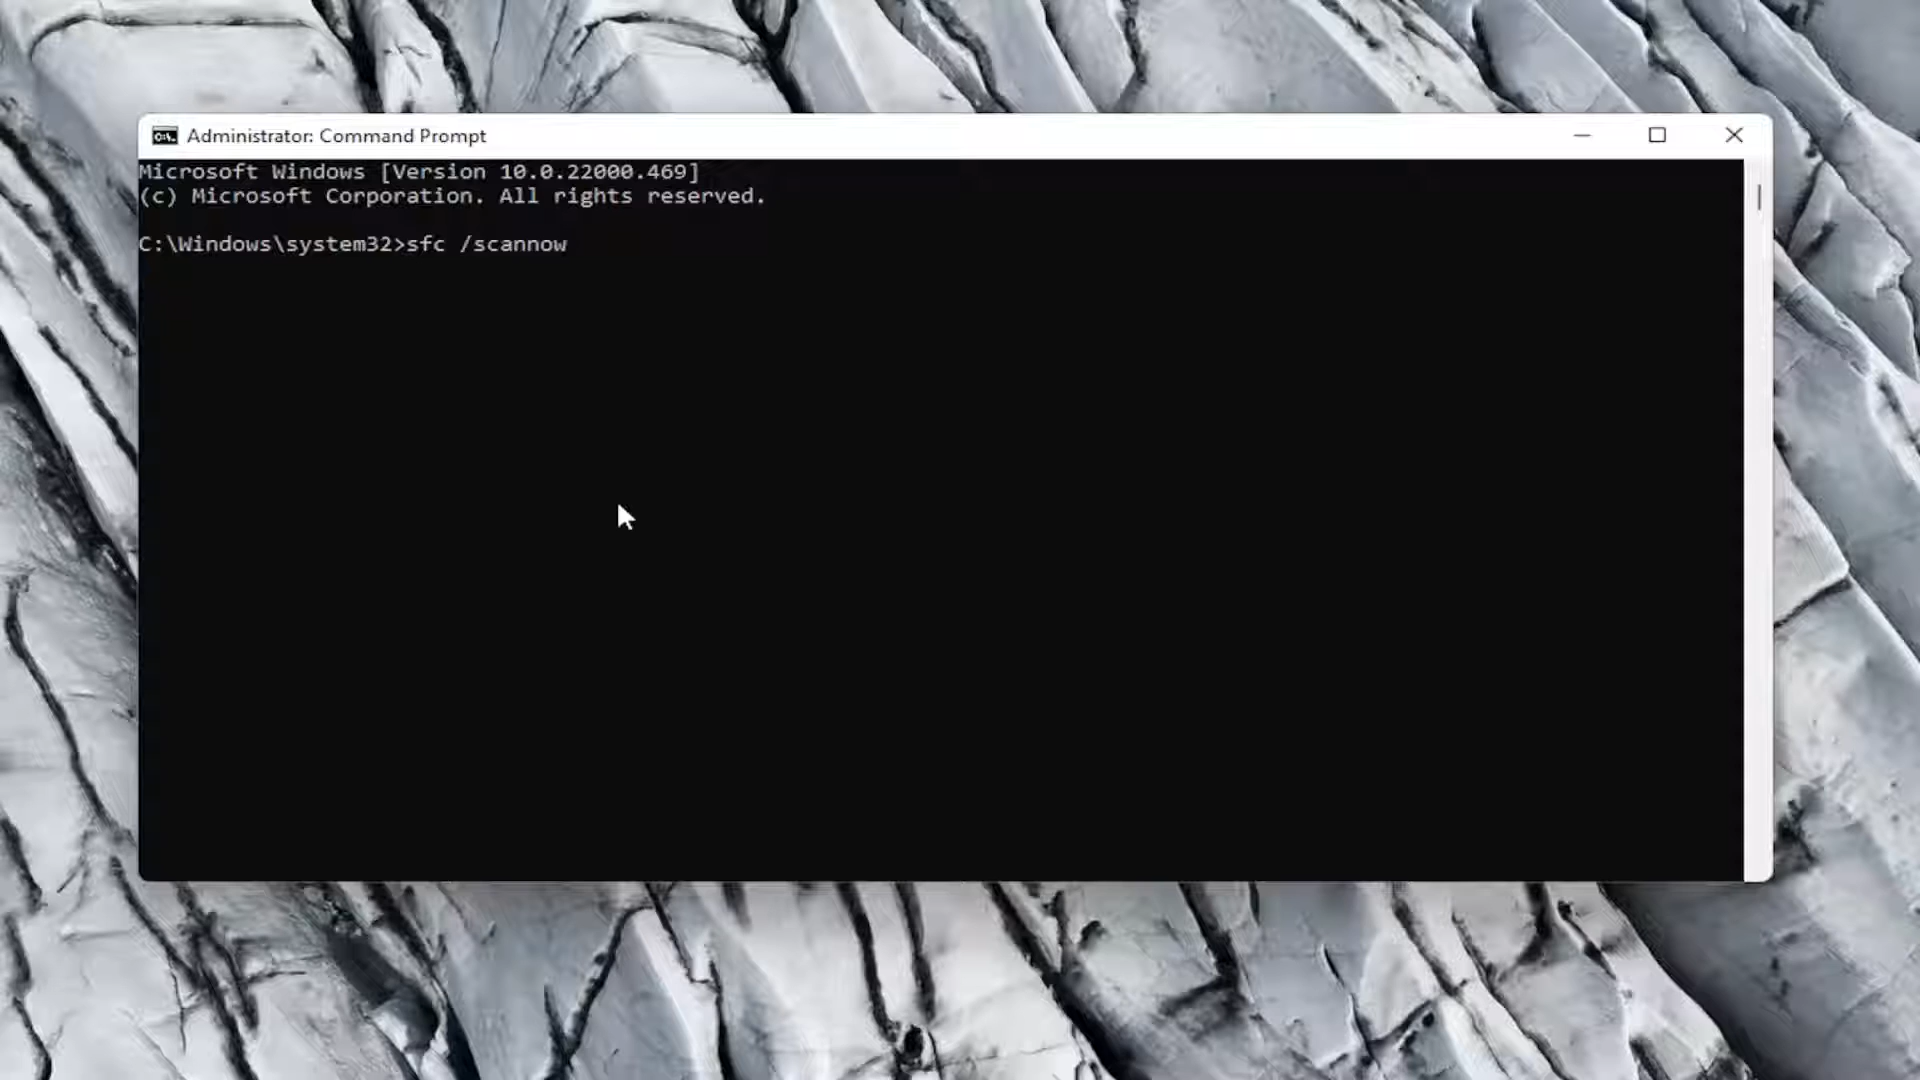 Administrator: Command Prompt
Microsoft Windows [Version 10.0.22000.469]
(c) Microsoft Corporation. All rights reserved.
C:\Windows\system32>sfc /scannow